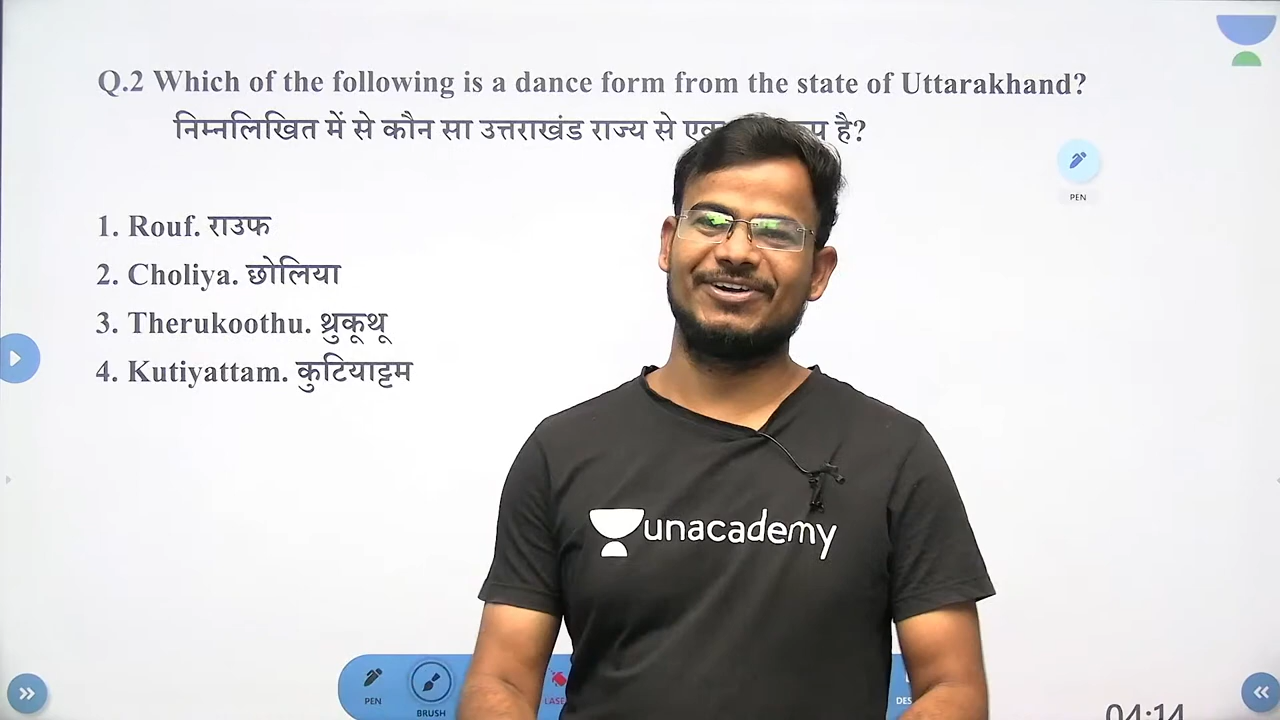 Q.2 Which of the following is a dance form from the state of Uttarakhand?
निम्नलिखित में से कौन सा उत्तराखंड राज्य से है?
PEN
1. Rouf. राउफ
2. Choliya. छोलिया
3. Therukoothu. थ्रुकूथू
4. Kutiyattam. कुटियाट्टम
unacademy
PEN
BRUSH
04:14